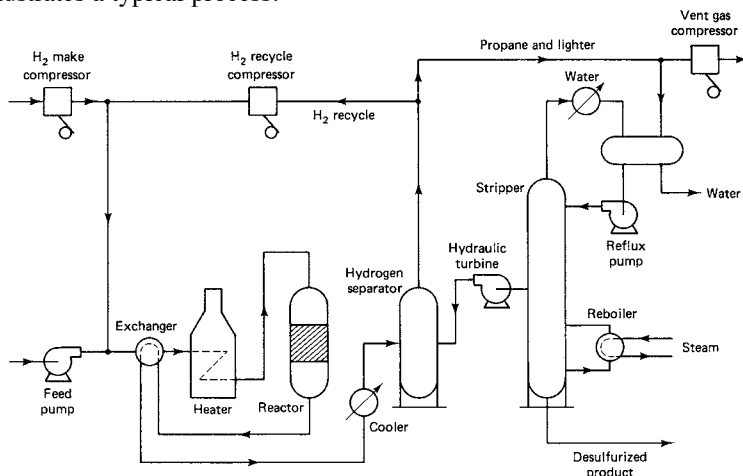 ustrates a typical process.
Vent gas
compressor
H2 make
compressor
H2 recycle
compressor
Propane and lighter
Water
H2 recycle
Stripper
Water
Reflux
pump
Hydraulic
turbine
Hydrogen
separator
Reboiler
Steam
Exchanger
Feed
pump
Heater
Reactor
Cooler
Desulfurized
product